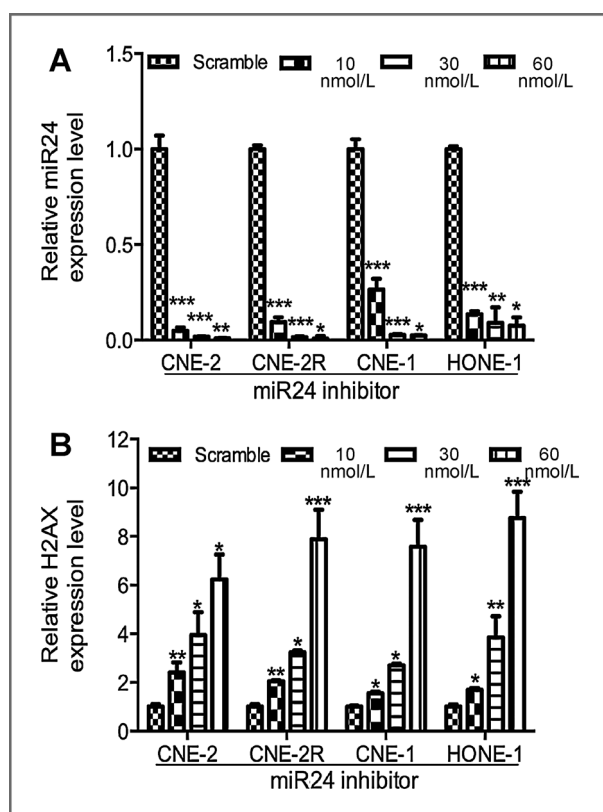 A
Scramble 10 nmol/L 30 nmol/L 60 nmol/L
Relative miR24 expression level
1.5
1.0
0.5
0.0
*** *** ** *** *** * *** *** * *** ** *
CNE-2 CNE-2R CNE-1 HONE-1
miR24 inhibitor
B
Scramble 10 nmol/L 30 nmol/L 60 nmol/L
Relative H2AX expression level
12
10
8
6
4
2
0
** * * ** * *** * * *** * ** ***
CNE-2 CNE-2R CNE-1 HONE-1
miR24 inhibitor